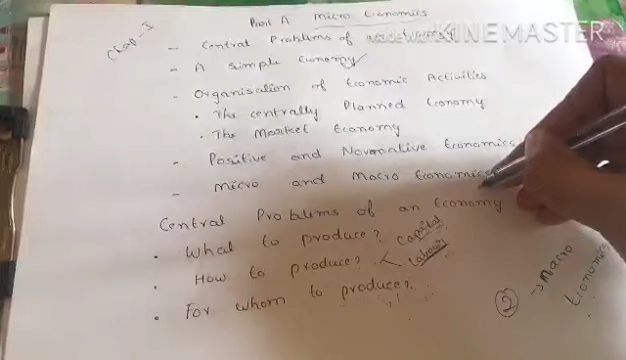 Part A Micro Economics
Chap-I
- Central Problems of an Economy
KINEMASTER
- A Simple Economy
- Organisation of Economic Activities
. The Centrally Planned Economy
. The Market Economy
- Positive and Normative Economics
- Micro and Macro Economics
Central Problems of an Economy
. What to produce?
. How to produce? < Capital
Labour
. For whom to produce?
② → Macro
Economics